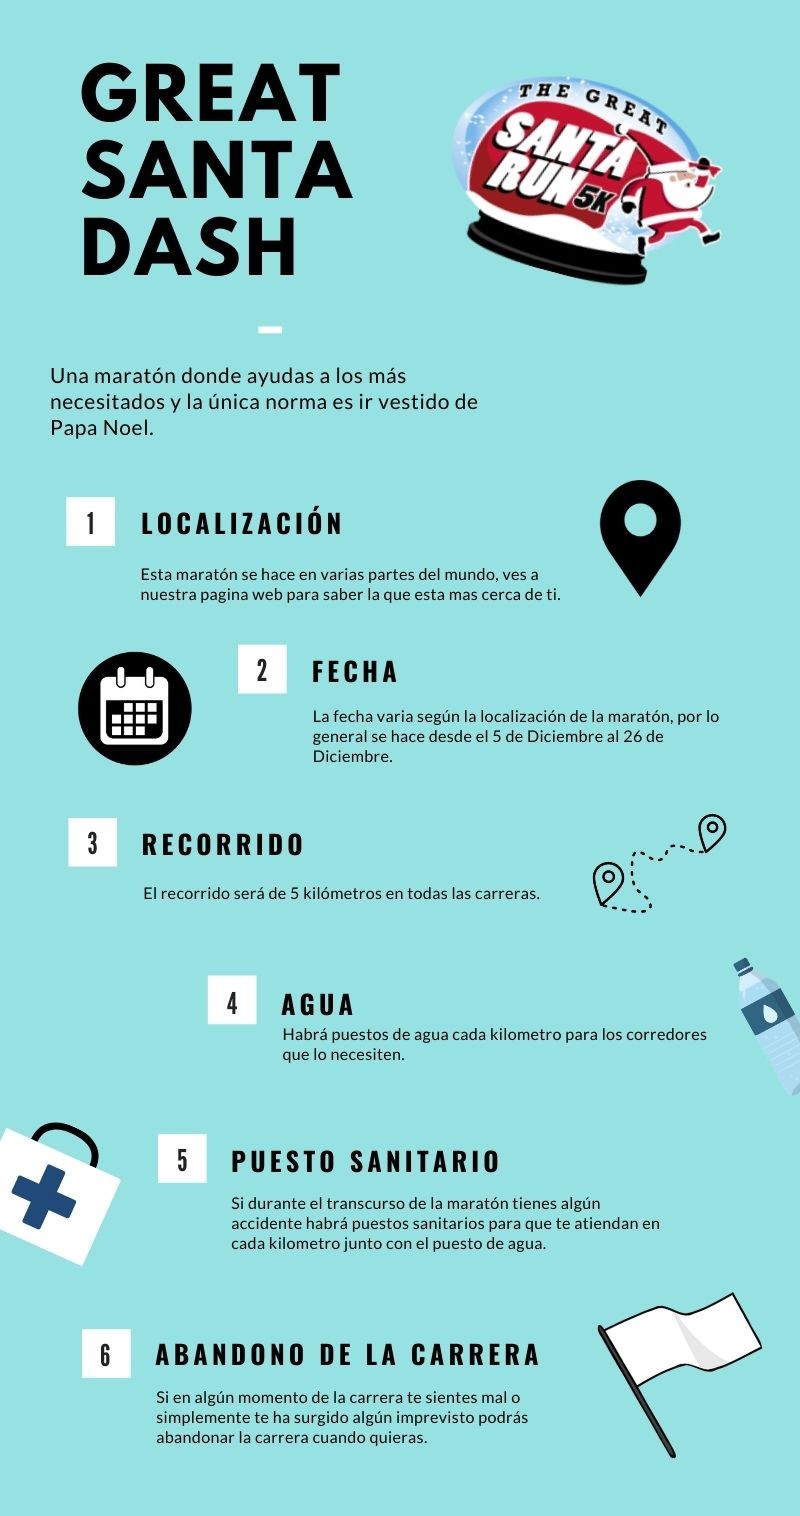 GREAT
SANTA
DASH
THE GREAT
SANTA
RUN 5K
Una maratón donde ayudas a los más
necesitados y la única norma es ir vestido de
Papa Noel.
1
LOCALIZACIÓN
Esta maratón se hace en varias partes del mundo, ves a
nuestra pagina web para saber la que esta mas cerca de ti.
2
FECHA
La fecha varia según la localización de la maratón, por lo
general se hace desde el 5 de Diciembre al 26 de
Diciembre.
3
RECORRIDO
El recorrido será de 5 kilómetros en todas las carreras.
4
AGUA
Habrá puestos de agua cada kilometro para los corredores
que lo necesiten.
5
PUESTO SANITARIO
Si durante el transcurso de la maratón tienes algún
accidente habrá puestos sanitarios para que te atiendan en
cada kilometro junto con el puesto de agua.
6
ABANDONO DE LA CARRERA
Si en algún momento de la carrera te sientes mal o
simplemente te ha surgido algún imprevisto podrás
abandonar la carrera cuando quieras.